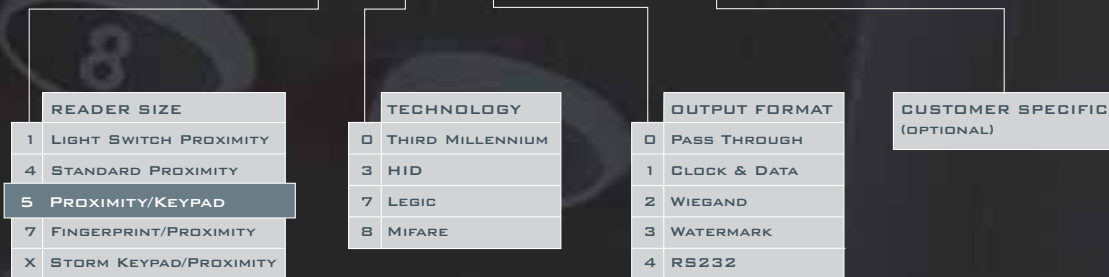 8
READER SIZE
1 LIGHT SWITCH PROXIMITY
4 STANDARD PROXIMITY
5 PROXIMITY/KEYPAD
7 FINGERPRINT/PROXIMITY
X STORM KEYPAD/PROXIMITY
TECHNOLOGY
0 THIRD MILLENNIUM
3 HID
7 LEGIC
8 MIFARE
OUTPUT FORMAT
0 PASS THROUGH
1 CLOCK & DATA
2 WIEGAND
3 WATERMARK
4 RS232
CUSTOMER SPECIFIC
(OPTIONAL)